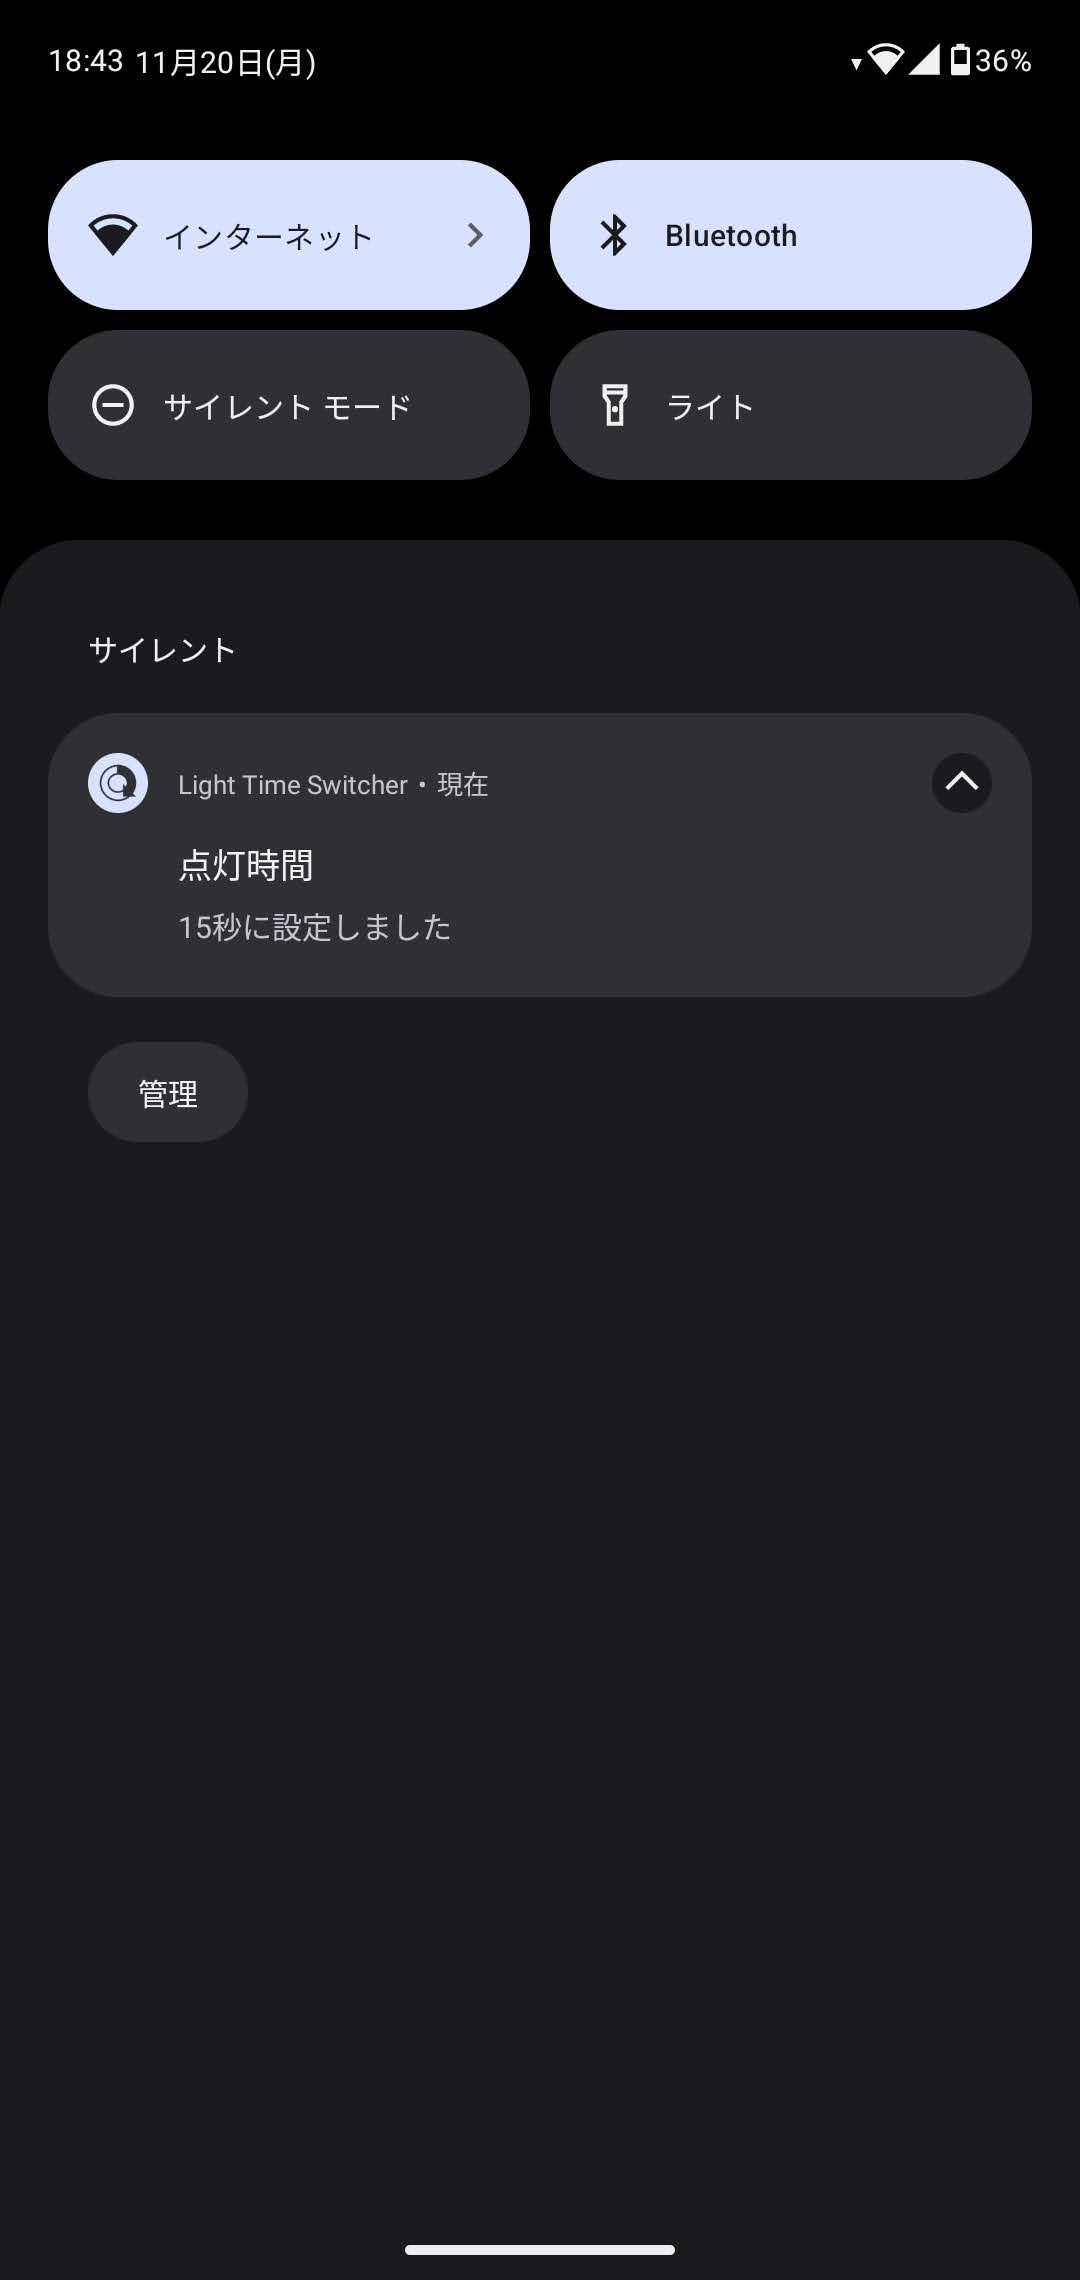 18:43 11月20日(月)
36%
インターネット
Bluetooth
サイレント モード
ライト
サイレント
Light Time Switcher・現在
点灯時間
15秒に設定しました
管理